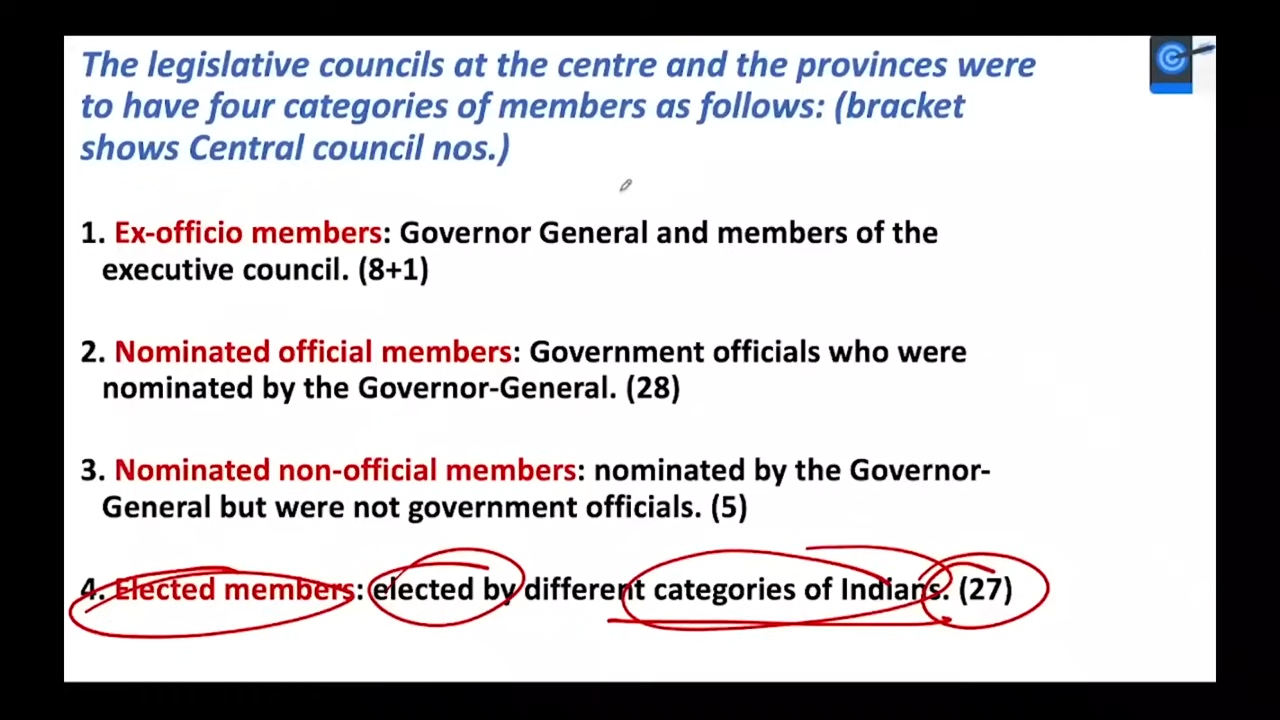 The legislative councils at the centre and the provinces were
to have four categories of members as follows: (bracket
shows Central council nos.)
1. Ex-officio members: Governor General and members of the
executive council. (8+1)
2. Nominated official members: Government officials who were
nominated by the Governor-General. (28)
3. Nominated non-official members: nominated by the Governor-
General but were not government officials. (5)
4. Elected members: elected by different categories of Indians. (27)